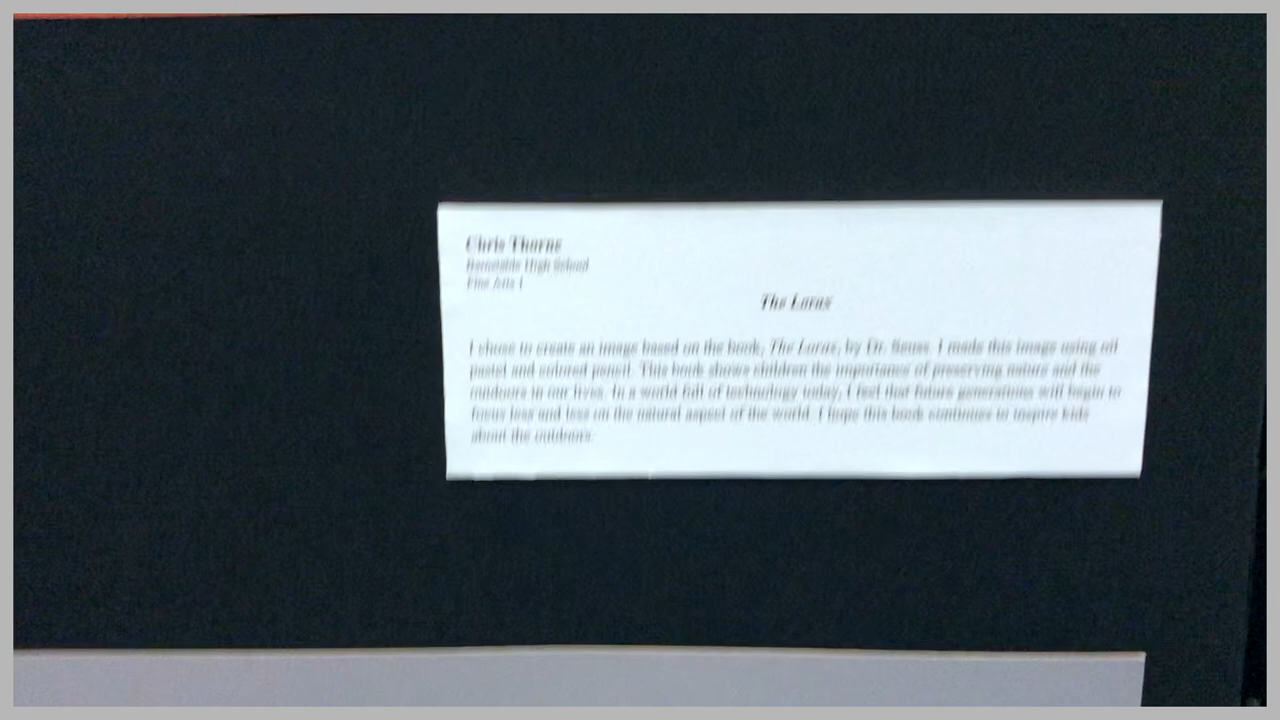 Chris Thorne
High School
Fine Arts I
The Lorax
I chose to create an image based on the book, The Lorax, by Dr. Seuss. I made this image using oil
pastel and colored pencil. This book shows children the importance of preserving nature and the
outdoors in our lives. In a world full of technology today, I feel that future generations will begin to
focus less and less on the natural aspect of the world. I hope this book continues to inspire kids
about the outdoors.